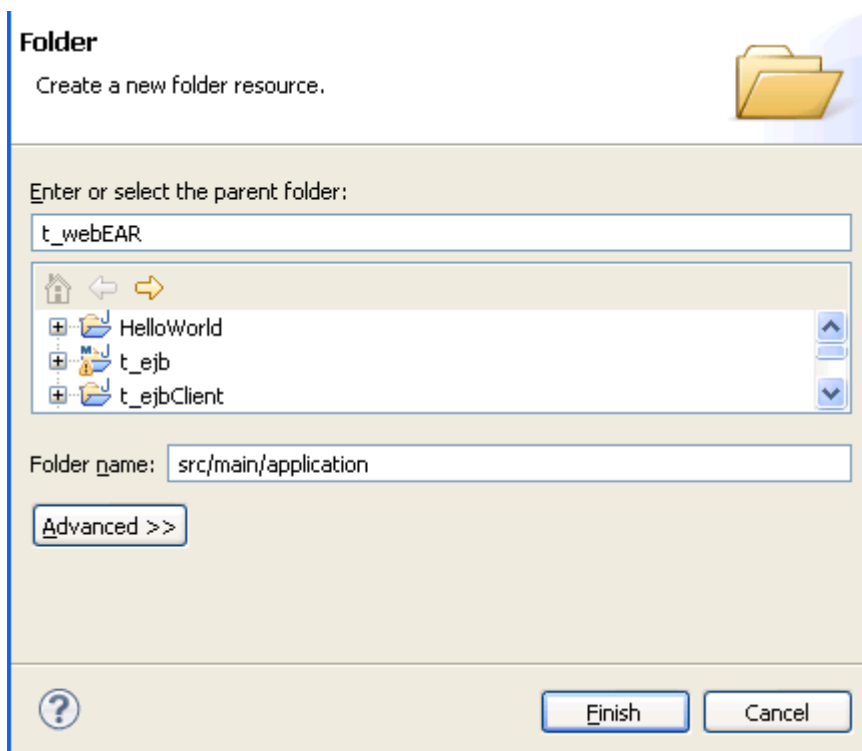 Folder
Create a new folder resource.
Enter or select the parent folder:
t_webEAR
HelloWorld
t_ejb
t_ejbClient
Folder name: src/main/application
Advanced >>
Finish Cancel